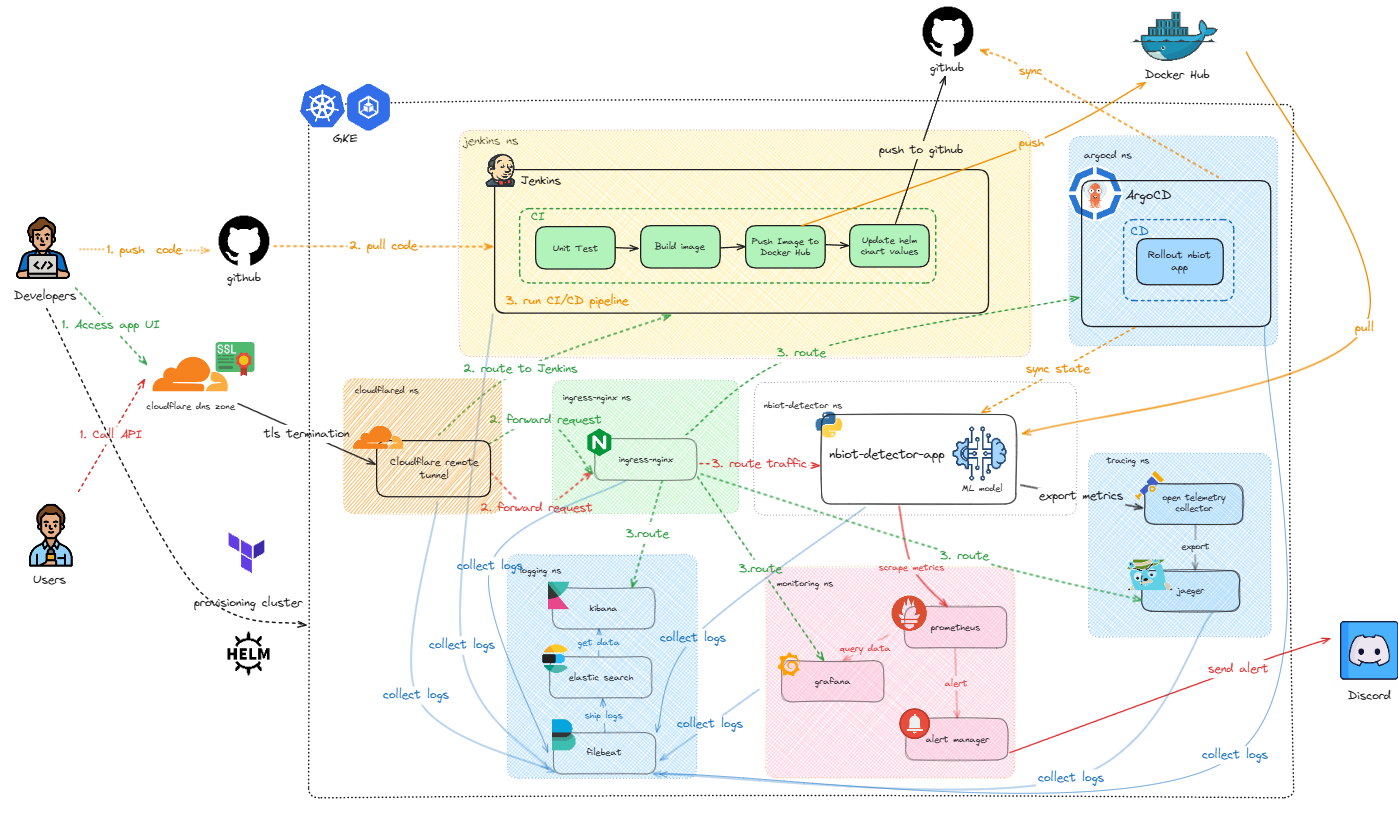 github
Docker Hub
sync
GKE
jenkins ns
Jenkins
push to github
push
argocd ns
ArgoCD
CI
Unit Test
Build image
Push Image to
Docker Hub
Update helm
chart values
3. run CI/CD pipeline
CD
Rollout nbiot
app
1. push code
github
2. pull code
Developers
1. Access app UI
SSL
cloudflare dns zone
1. Call API
tls termination
Users
provisioning cluster
HELM
cloudflared ns
Cloudflare remote
tunnel
2. route to Jenkins
2. forward request
2. forward request
ingress-nginx ns
ingress-nginx
3. route
3. route traffic
nbiot-detector ns
nbiot-detector-app
ML model
sync state
pull
export metrics
tracing ns
open telemetry
collector
export
jaeger
3.route
3.route
3. route
collect logs
logging ns
kibana
get data
elastic search
ship logs
filebeat
collect logs
collect logs
collect logs
collect logs
scrape metrics
monitoring ns
prometheus
query data
grafana
alert
alert manager
send alert
Discord
collect logs
collect logs